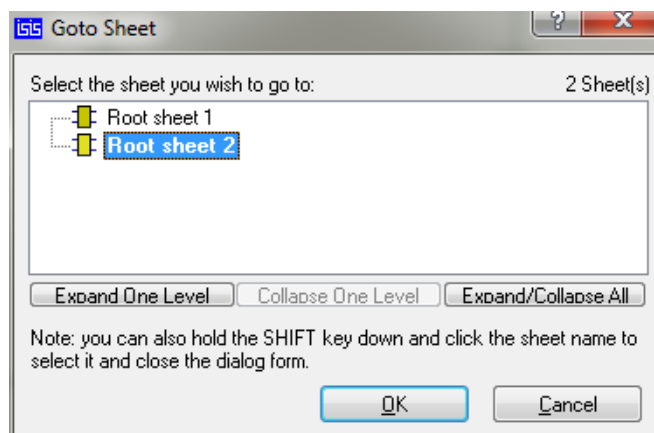 isis Goto Sheet
Select the sheet you wish to go to: 2 Sheet(s)
Root sheet 1
Root sheet 2
Expand One Level Collapse One Level Expand/Collapse All
Note: you can also hold the SHIFT key down and click the sheet name to
select it and close the dialog form.
OK Cancel